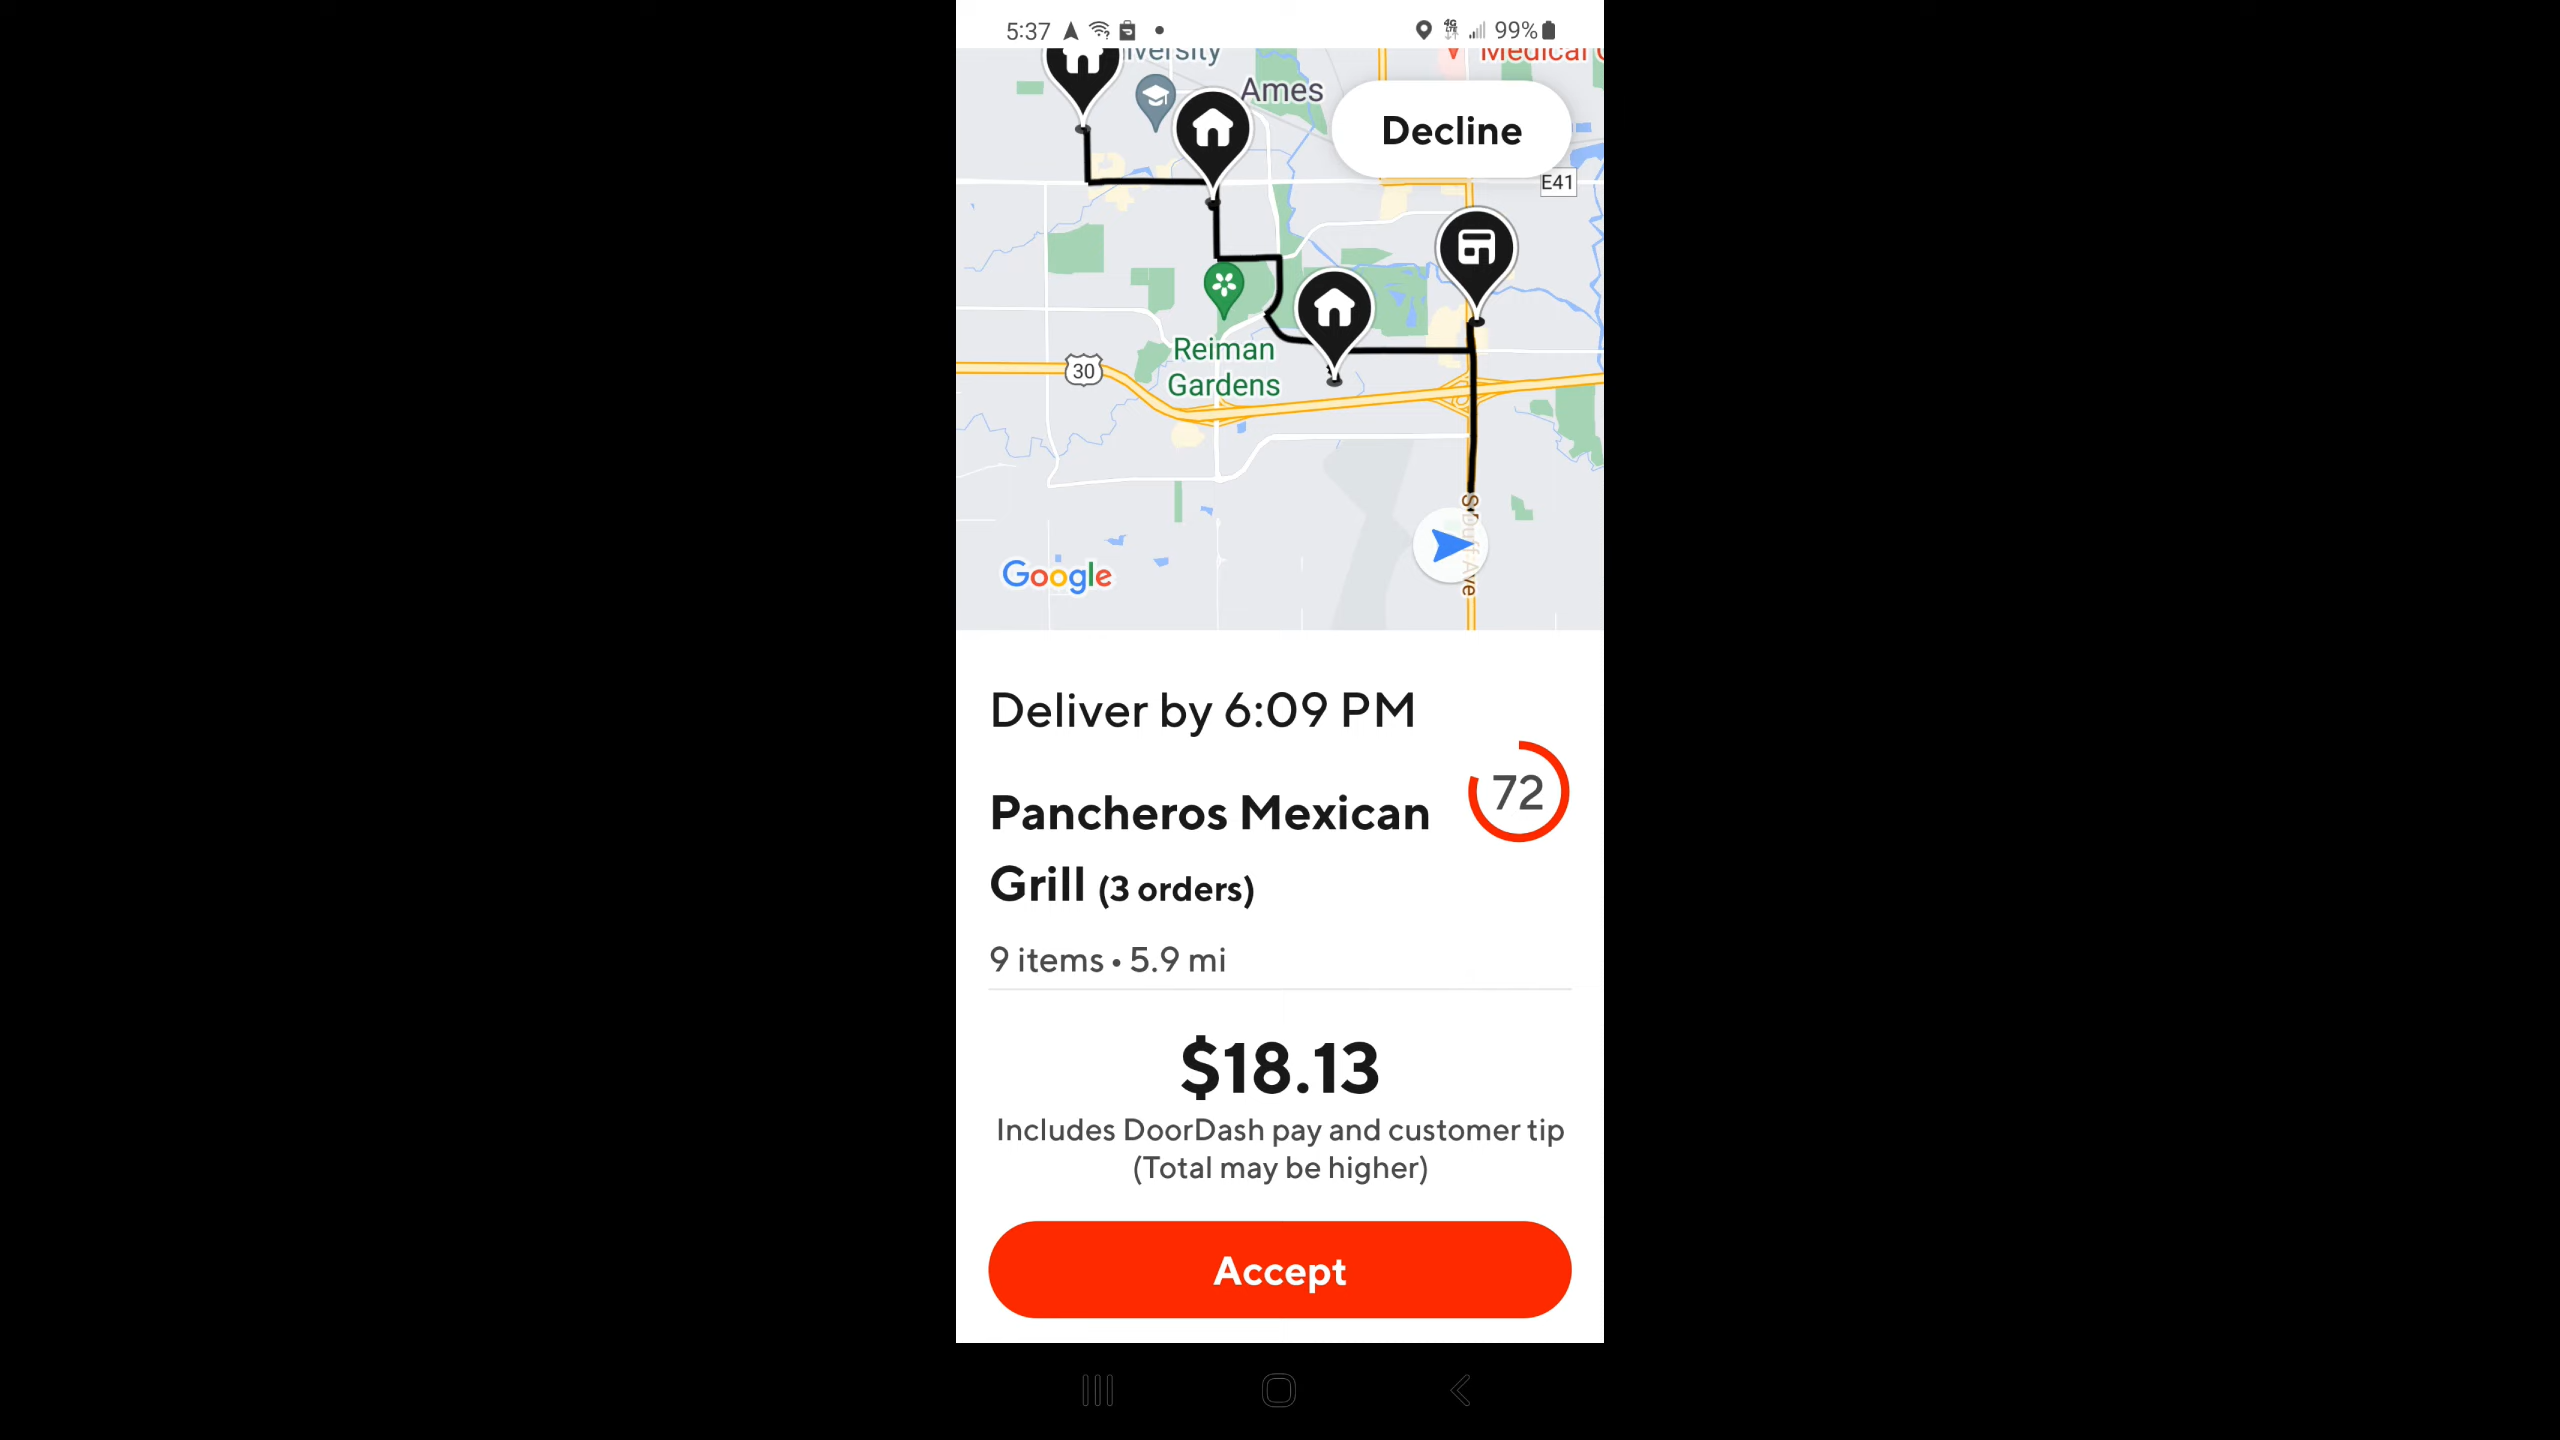 5:37
99%
Ames
Decline
E41
Reiman
Gardens
30
Google
Deliver by 6:09 PM
72
Pancheros Mexican
Grill (3 orders)
9 items • 5.9 mi
$18.13
Includes DoorDash pay and customer tip
(Total may be higher)
Accept